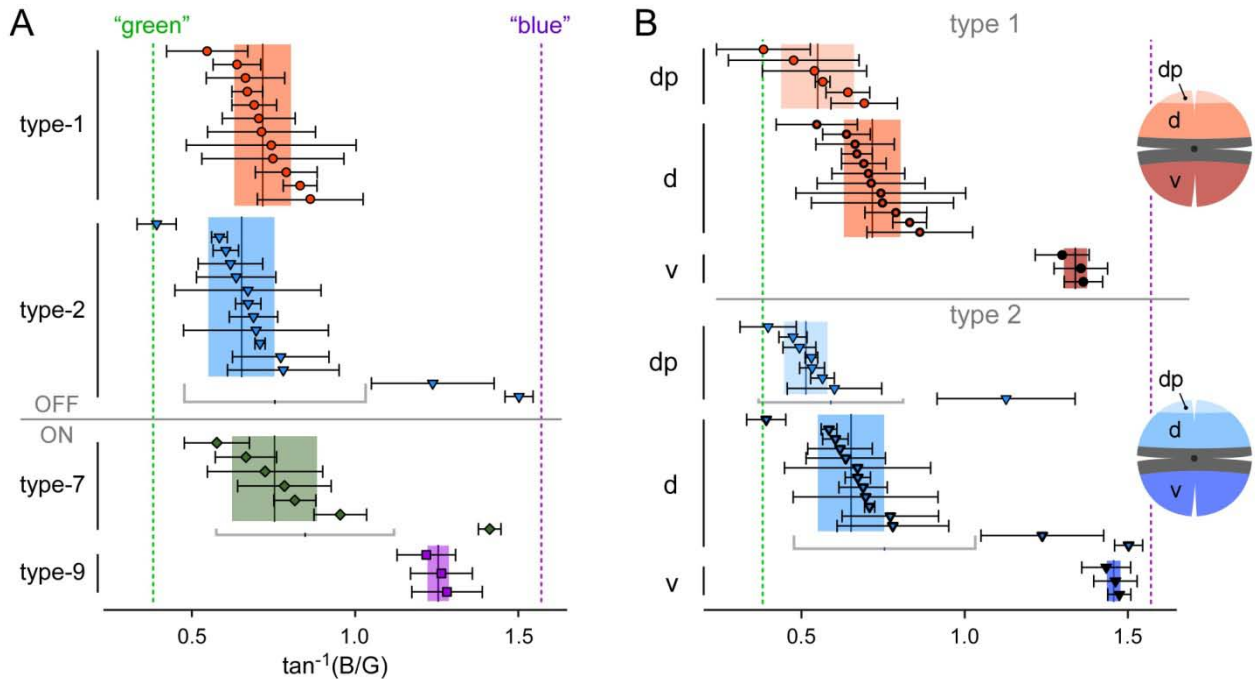 A
"green"
"blue"
type-1
type-2
OFF
ON
type-7
type-9
0.5 1.0 1.5
tan⁻¹(B/G)
B
type 1
dp
d
v
dp
d
v
type 2
dp
d
v
dp
d
v
0.5 1.0 1.5